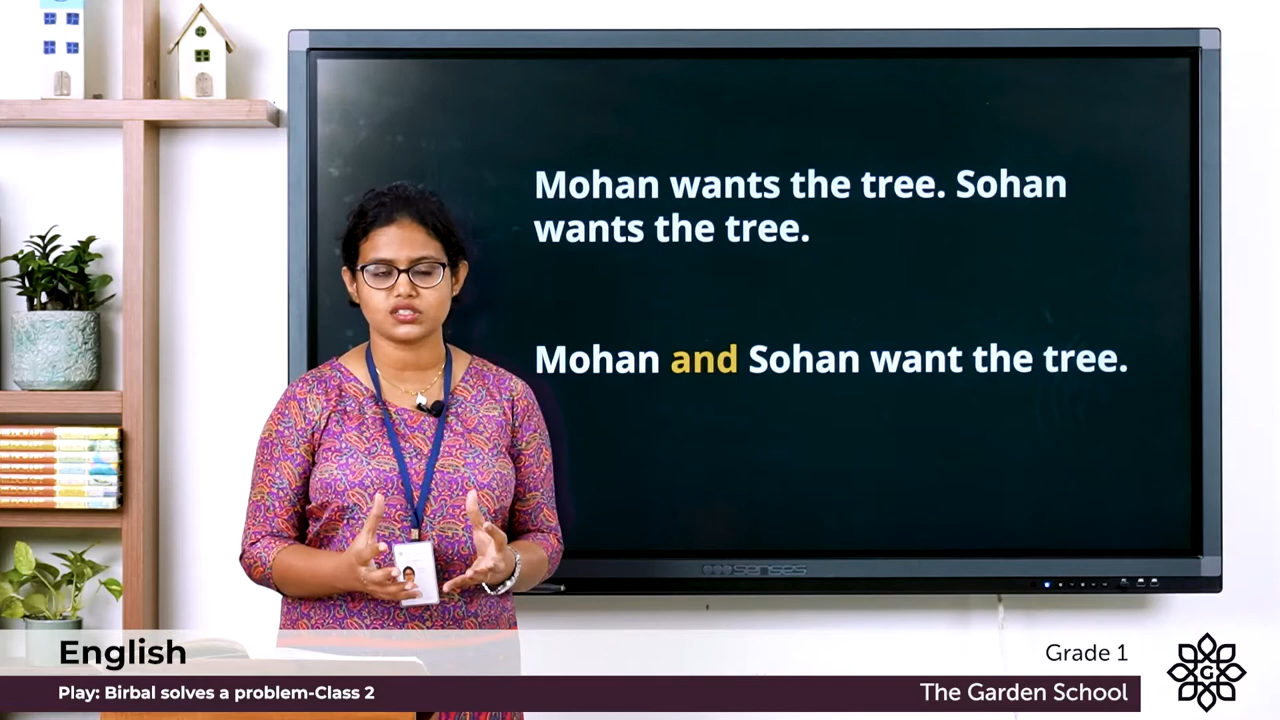 Mohan wants the tree. Sohan
wants the tree.
Mohan and Sohan want the tree.
senses
English
Grade 1
Play: Birbal solves a problem-Class 2
The Garden School
G